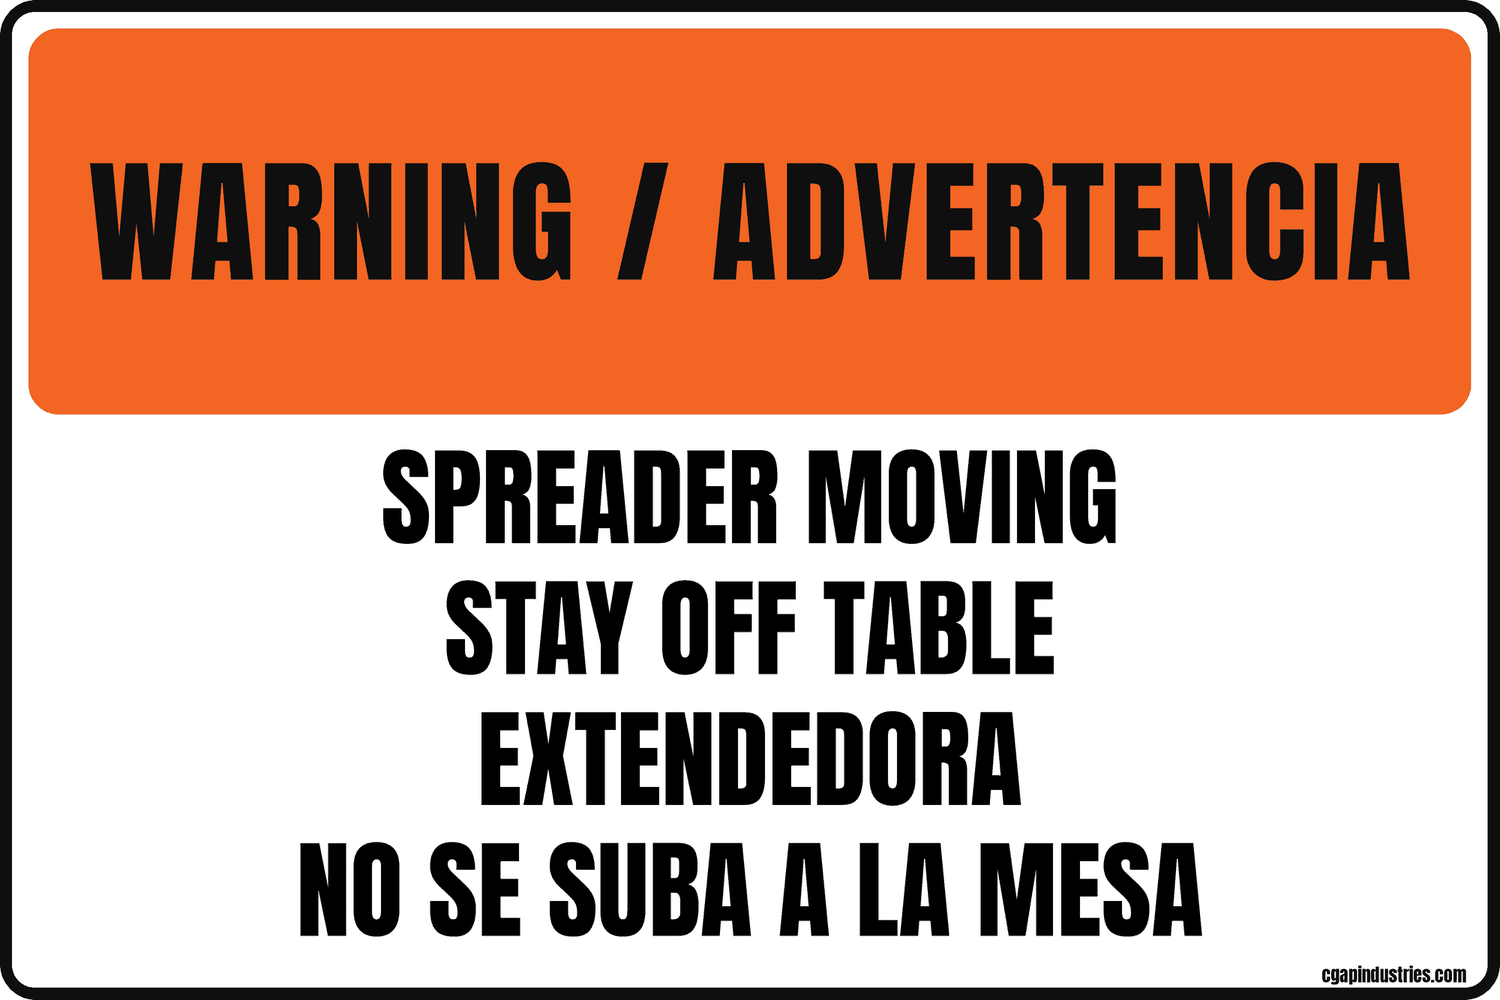 WARNING / ADVERTENCIA
SPREADER MOVING
STAY OFF TABLE
EXTENDEDORA
NO SE SUBA A LA MESA
cgapindustries.com